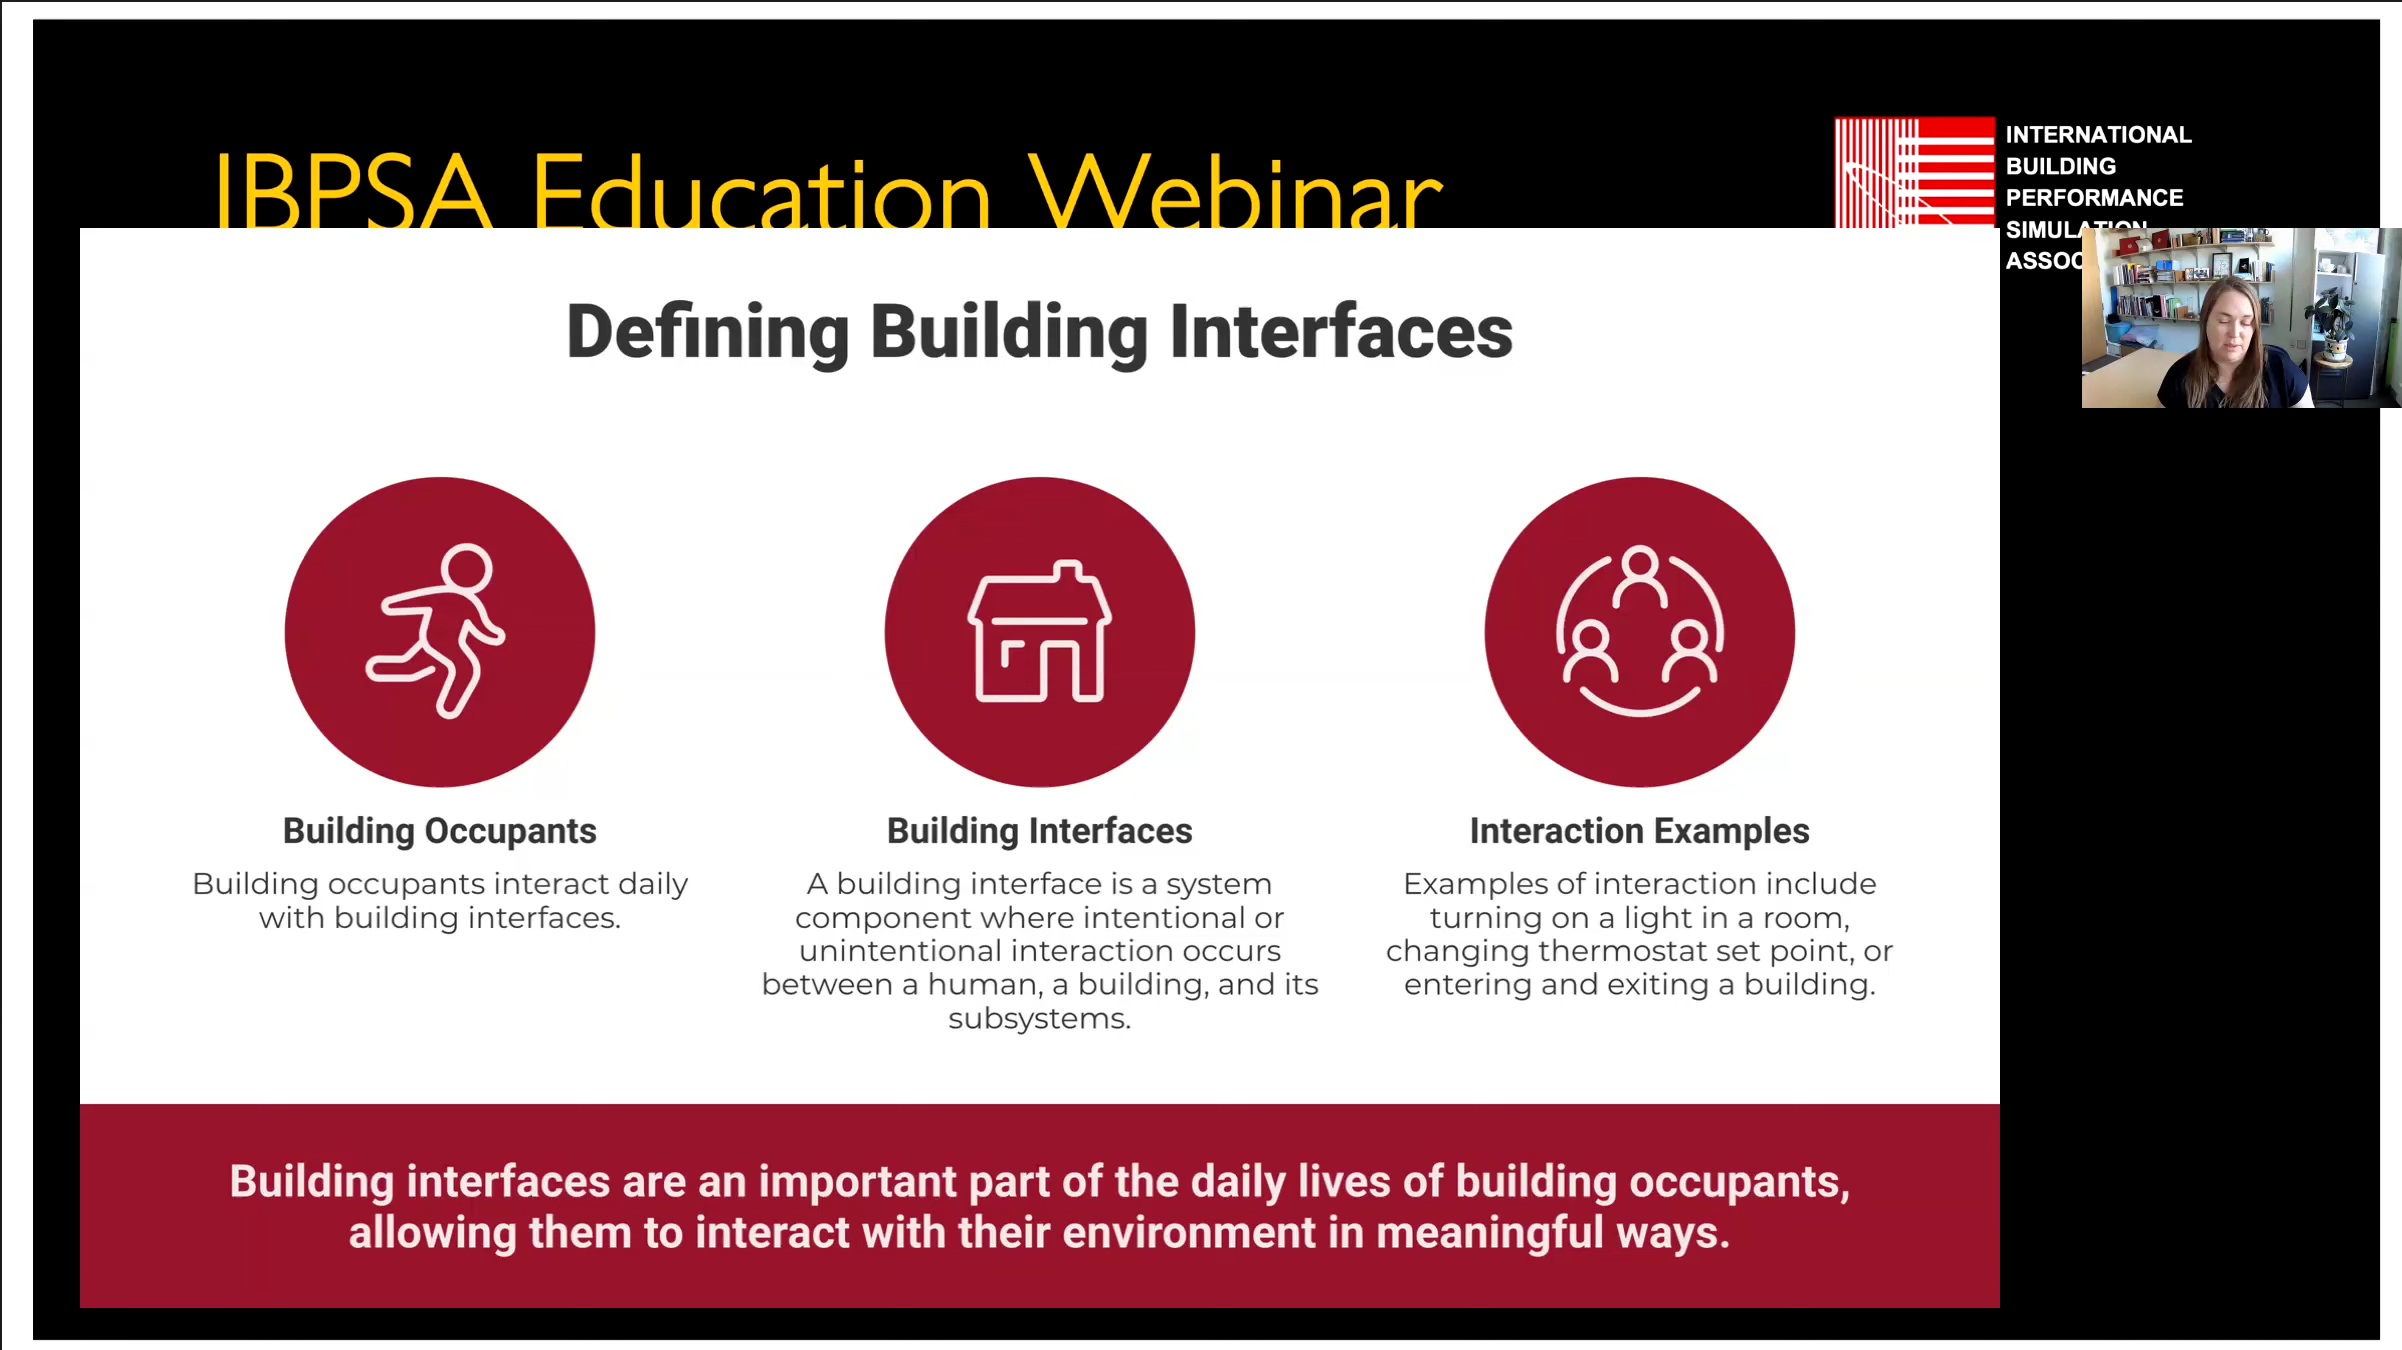 IBPSA Education Webinar
INTERNATIONAL
BUILDING
PERFORMANCE
SIMULATION
Defining Building Interfaces
Building Occupants
Building occupants interact daily
with building interfaces.
Building Interfaces
A building interface is a system
component where intentional or
unintentional interaction occurs
between a human, a building, and its
subsystems.
Interaction Examples
Examples of interaction include
turning on a light in a room,
changing thermostat set point, or
entering and exiting a building.
Building interfaces are an important part of the daily lives of building occupants,
allowing them to interact with their environment in meaningful ways.